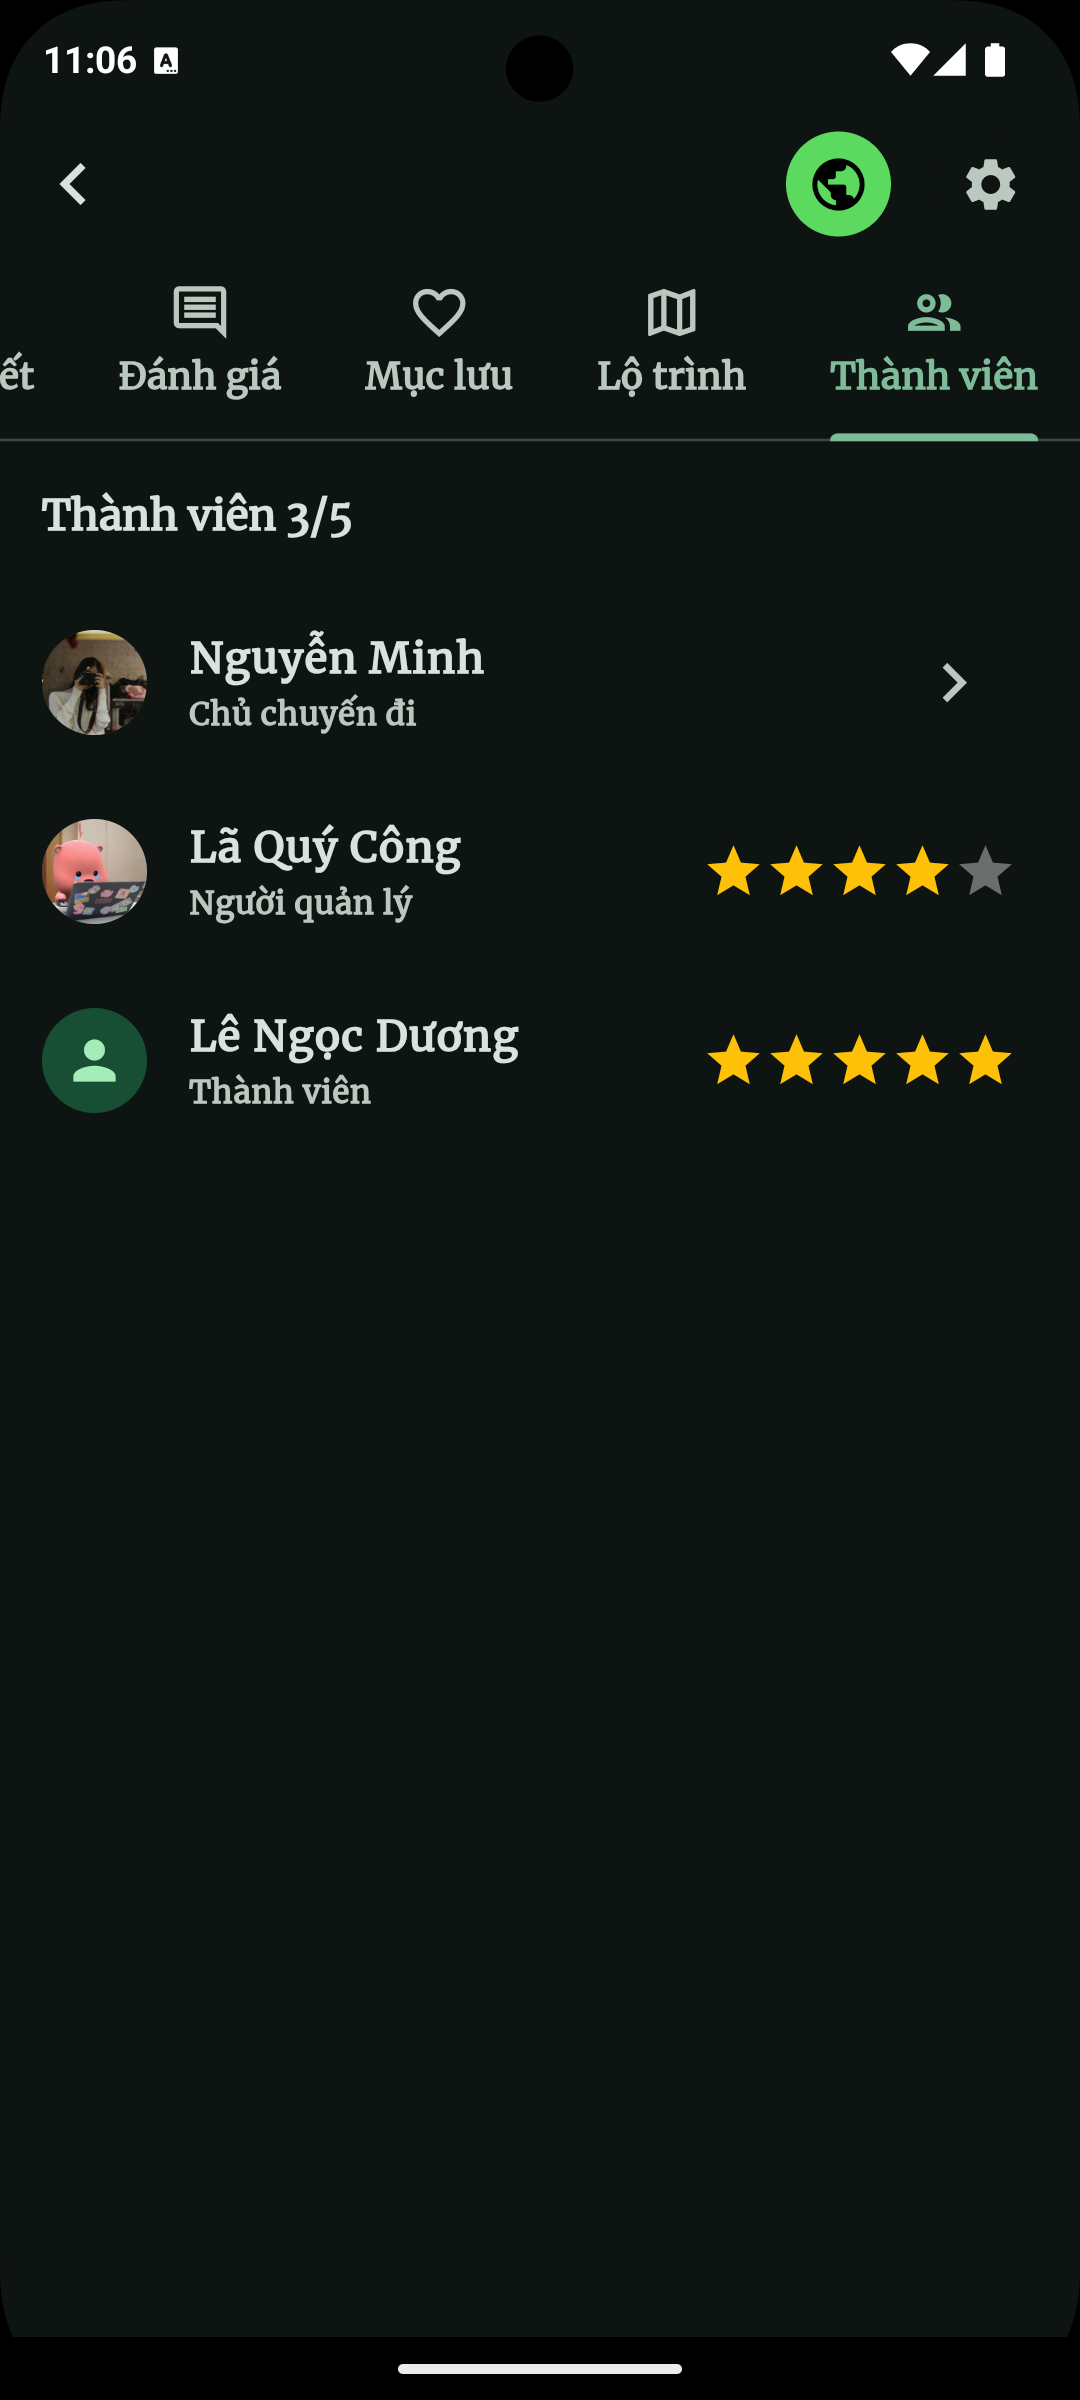 11:06
ết
Đánh giá
Mục lưu
Lộ trình
Thành viên
Thành viên 3/5
Nguyễn Minh
Chủ chuyến đi
Lã Quý Công
Người quản lý
Lê Ngọc Dương
Thành viên